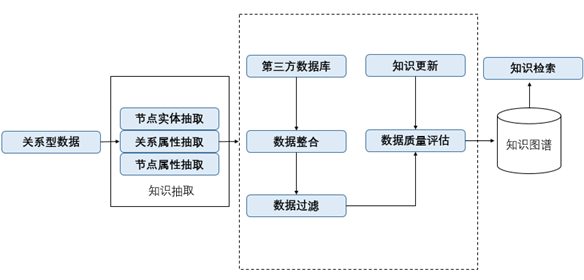 关系型数据
节点实体抽取
关系属性抽取
节点属性抽取
知识抽取
第三方数据库
数据整合
数据过滤
知识更新
数据质量评估
知识检索
知识图谱